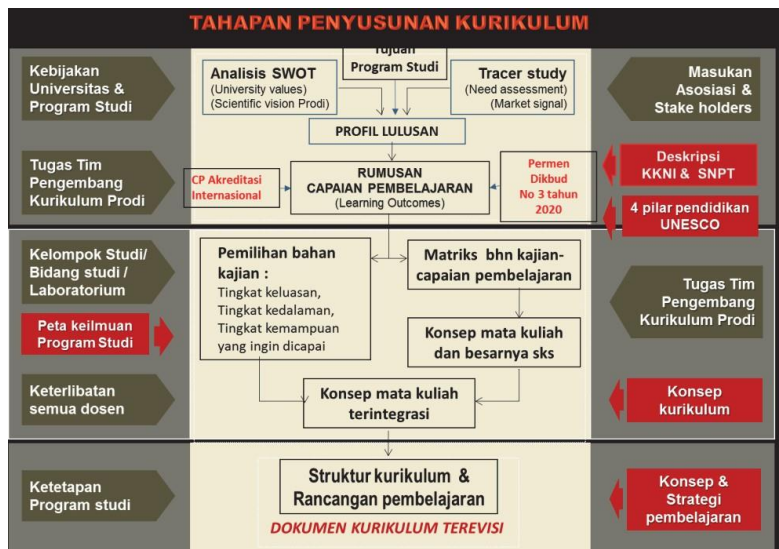 TAHAPAN PENYUSUNAN KURIKULUM
Kebijakan
Universitas &
Program Studi
Analisis SWOT
(University values)
(Scientific vision Prodi)
Tujuan
Program Studi
Tracer study
(Need assessment)
(Market signal)
Masukan
Asosiasi &
Stake holders
PROFIL LULUSAN
Tugas Tim
Pengembang
Kurikulum Prodi
CP Akreditasi
Internasional
RUMUSAN
CAPAIAN PEMBELAJARAN
(Learning Outcomes)
Permen
Dikbud
No 3 tahun
2020
Deskripsi
KKNI & SNPT
4 pilar pendidikan
UNESCO
Kelompok Studi/
Bidang studi /
Laboratorium
Peta keilmuan
Program Studi
Pemilihan bahan
kajian :
Tingkat keluasan,
Tingkat kedalaman,
Tingkat kemampuan
yang ingin dicapai
Matriks bhn kajian-
capaian pembelajaran
Konsep mata kuliah
dan besarnya sks
Tugas Tim
Pengembang
Kurikulum Prodi
Keterlibatan
semua dosen
Konsep mata kuliah
terintegrasi
Konsep
kurikulum
Ketetapan
Program studi
Struktur kurikulum &
Rancangan pembelajaran
DOKUMEN KURIKULUM TEREVISI
Konsep &
Strategi
pembelajaran